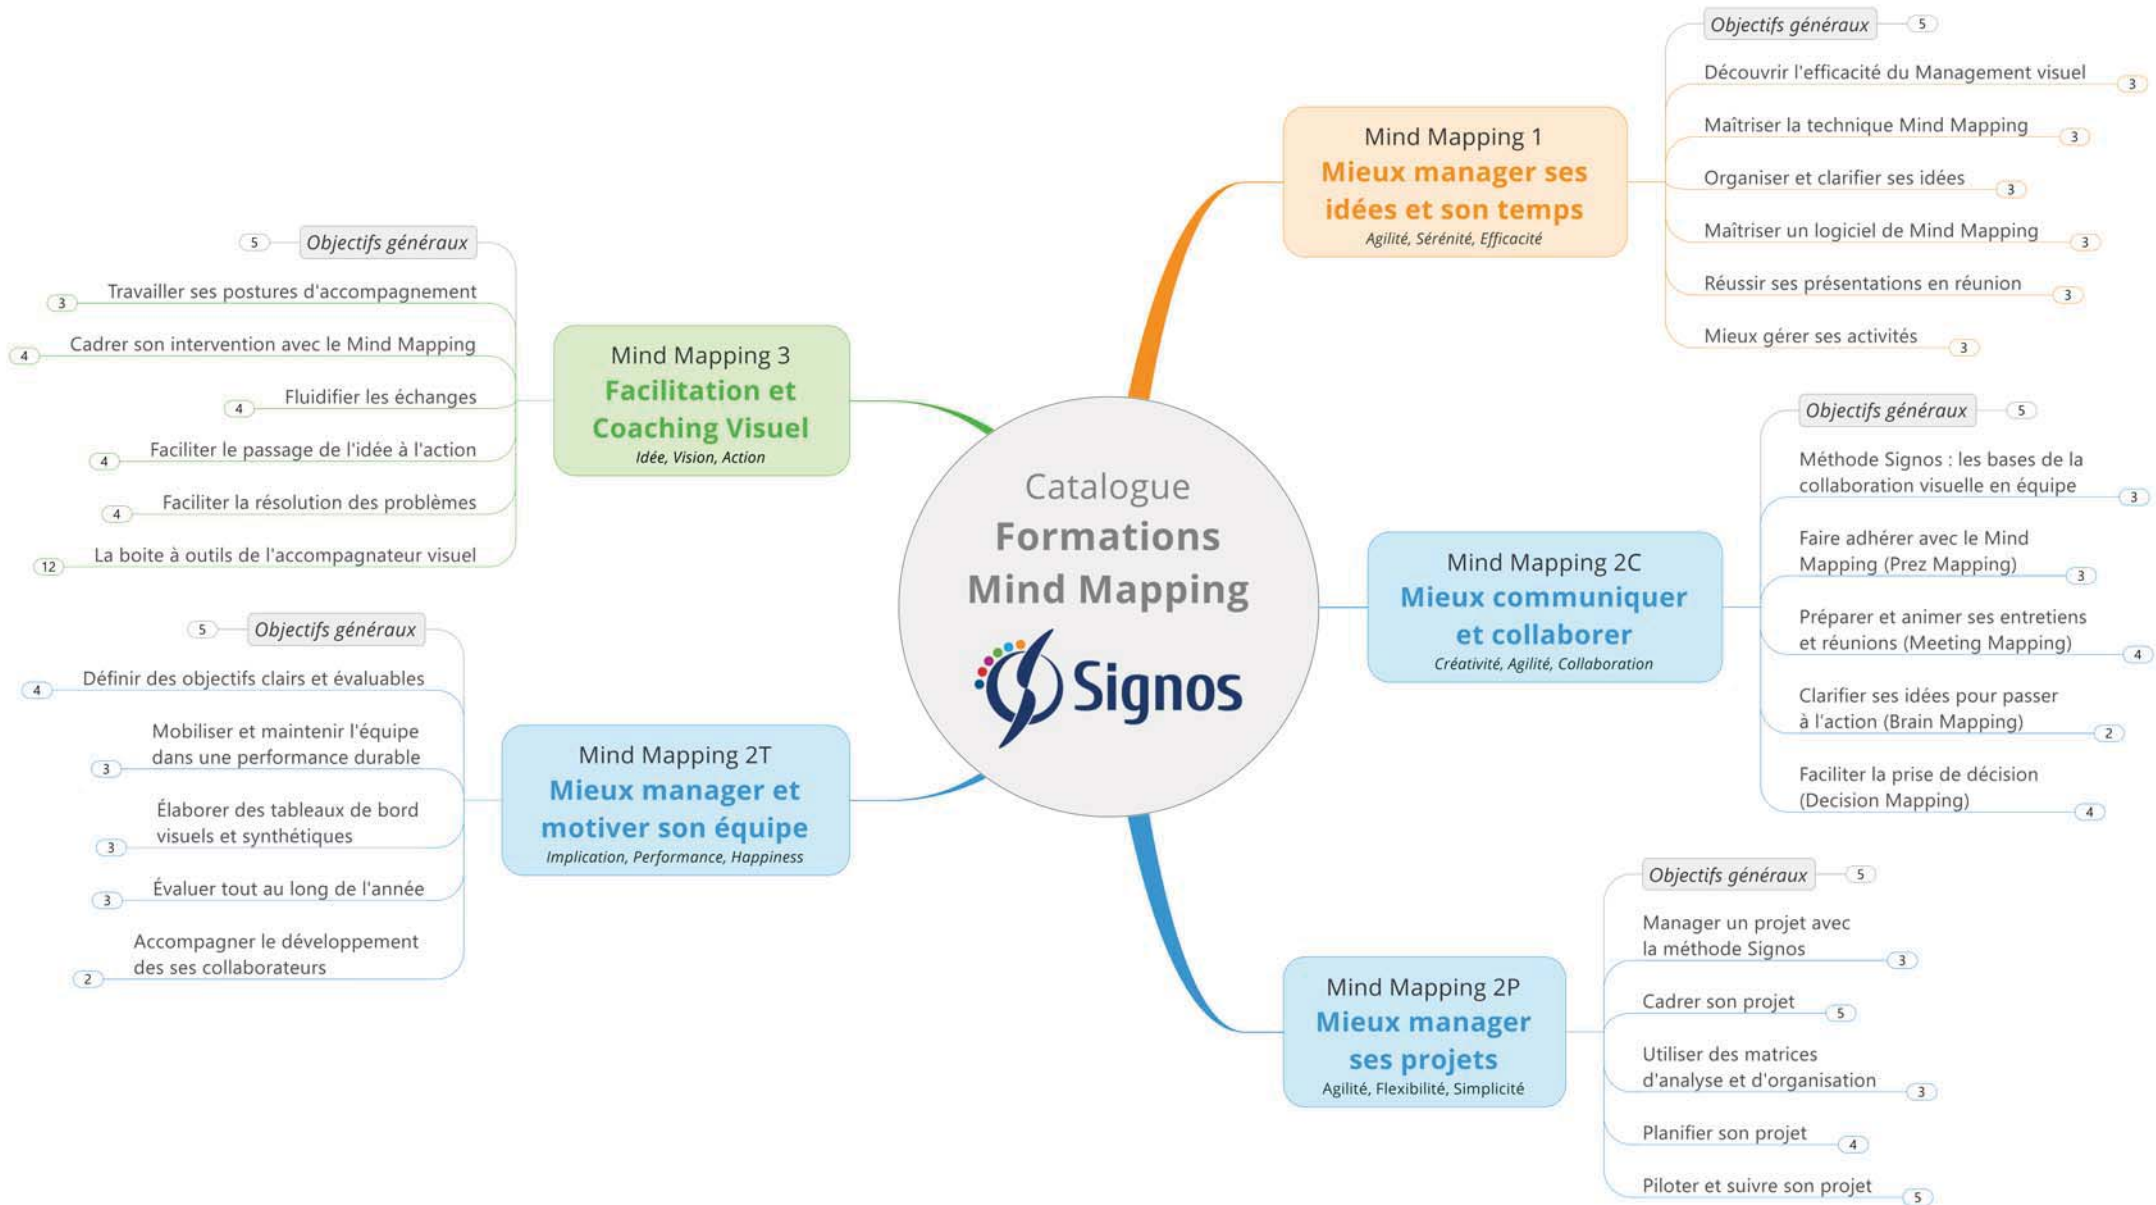 Catalogue
Formations
Mind Mapping
Signos
Mind Mapping 1
Mieux manager ses
idées et son temps
Agilité, Sérénité, Efficacité
Objectifs généraux 5
Découvrir l'efficacité du Management visuel 3
Maîtriser la technique Mind Mapping 3
Organiser et clarifier ses idées 3
Maîtriser un logiciel de Mind Mapping 3
Réussir ses présentations en réunion 3
Mieux gérer ses activités 3
Mind Mapping 2C
Mieux communiquer
et collaborer
Créativité, Agilité, Collaboration
Objectifs généraux 5
Méthode Signos : les bases de la
collaboration visuelle en équipe 3
Faire adhérer avec le Mind
Mapping (Prez Mapping) 3
Préparer et animer ses entretiens
et réunions (Meeting Mapping) 4
Clarifier ses idées pour passer
à l'action (Brain Mapping) 2
Faciliter la prise de décision
(Decision Mapping) 4
Mind Mapping 2P
Mieux manager
ses projets
Agilité, Flexibilité, Simplicité
Objectifs généraux 5
Manager un projet avec
la méthode Signos 3
Cadrer son projet 5
Utiliser des matrices
d'analyse et d'organisation 3
Planifier son projet 4
Piloter et suivre son projet 5
Mind Mapping 3
Facilitation et
Coaching Visuel
Idée, Vision, Action
5 Objectifs généraux
3 Travailler ses postures d'accompagnement
4 Cadrer son intervention avec le Mind Mapping
4 Fluidifier les échanges
4 Faciliter le passage de l'idée à l'action
4 Faciliter la résolution des problèmes
12 La boite à outils de l'accompagnateur visuel
Mind Mapping 2T
Mieux manager et
motiver son équipe
Implication, Performance, Happiness
5 Objectifs généraux
4 Définir des objectifs clairs et évaluables
Mobiliser et maintenir l'équipe
3 dans une performance durable
Élaborer des tableaux de bord
3 visuels et synthétiques
3 Évaluer tout au long de l'année
Accompagner le développement
2 des ses collaborateurs